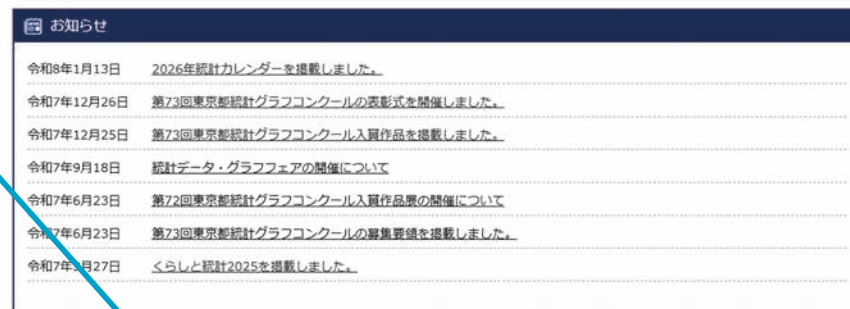 お知らせ
令和8年1月13日 2026年統計カレンダーを掲載しました。
令和7年12月26日 第73回東京都統計グラフコンクールの表彰式を開催しました。
令和7年12月25日 第73回東京都統計グラフコンクール入賞作品を掲載しました。
令和7年9月18日 統計データ・グラフフェアの開催について
令和7年6月23日 第72回東京都統計グラフコンクール入賞作品展の開催について
令和7年6月23日 第73回東京都統計グラフコンクールの募集要領を掲載しました。
令和7年 月27日 くらしと統計2025を掲載しました。